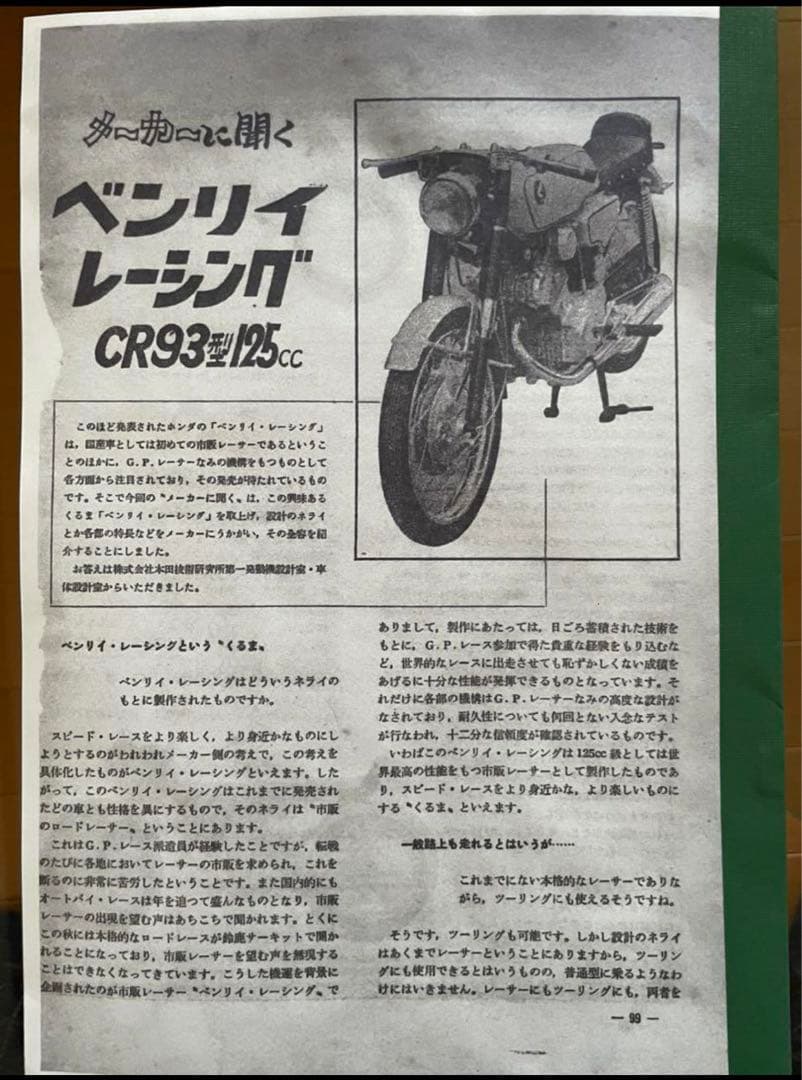 メーカーに聞く
ベンリイ
レーシング
CR93型125cc
このほど発表されたホンダの「ベンリイ・レーシング」
は，国産車としては初めての市販レーサーであるというこ
とのほかに，G.P.レーサーなみの機構をもつものとして
各方面から注目されており，その発売が待たれているもの
です。そこで今回の〝メーカーに聞く〟は，この興味ある
くるま「ベンリイ・レーシング」を取上げ，設計のネライ
とか各部の特長などをメーカーにうかがい，その全容を紹
介することにしました。
お答えは株式会社本田技術研究所第一発動機設計室・車
体設計室からいただきました。
ベンリイ・レーシングという〝くるま〟
ベンリイ・レーシングはどういうネライの
もとに製作されたものですか。
スピード・レースをより楽しく，より身近かなものにし
ようとするのがわれわれメーカー側の考えで，この考えを
具体化したものがベンリイ・レーシングといえます。した
がって，このベンリイ・レーシングはこれまでに発売され
たどの車とも性格を異にするもので，そのネライは〝市販
のロードレーサー〟ということにあります。
これはG.P.レース派遣員が経験したことですが，転戦
のたびに各地においてレーサーの市販を求められ，これを
断るのに非常に苦労したということです。また国内的にも
オートバイ・レースは年を追って盛んなものとなり，市販
レーサーの出現を望む声はあちこちで聞かれます。とくに
この秋には本格的なロードレースが鈴鹿サーキットで開か
れることになっており，市販レーサーを望む声を無視する
ことはできなくなってきています。こうした機運を背景に
企画されたのが市販レーサー〝ベンリイ・レーシング〟で
ありまして，製作にあたっては，日ごろ蓄積された技術を
もとに，G.P.レース参加で得た貴重な経験をもり込むな
ど，世界的なレースに出走させても恥ずかしくない成績を
あげるに十分な性能が発揮できるものとなっています。そ
れだけに各部の機構はG.P.レーサーなみの高度な設計が
なされており，耐久性についても何回とない入念なテスト
が行なわれ，十二分な信頼度が確認されているものです。
いわばこのベンリイ・レーシングは125cc級としては世
界最高の性能をもつ市販レーサーとして製作したものであ
り，スピード・レースをより身近かな，より楽しいものに
する〝くるま〟といえます。
一般路上も走れるとはいうが……
これまでにない本格的なレーサーでありな
がら，ツーリングにも使えるそうですね。
そうです，ツーリングも可能です。しかし設計のネライ
はあくまでレーサーということにありますから，ツーリン
グにも使用できるとはいうものの，普通型に乗るようなわ
けにはいきません。レーサーにもツーリングにも，両者を
— 99 —